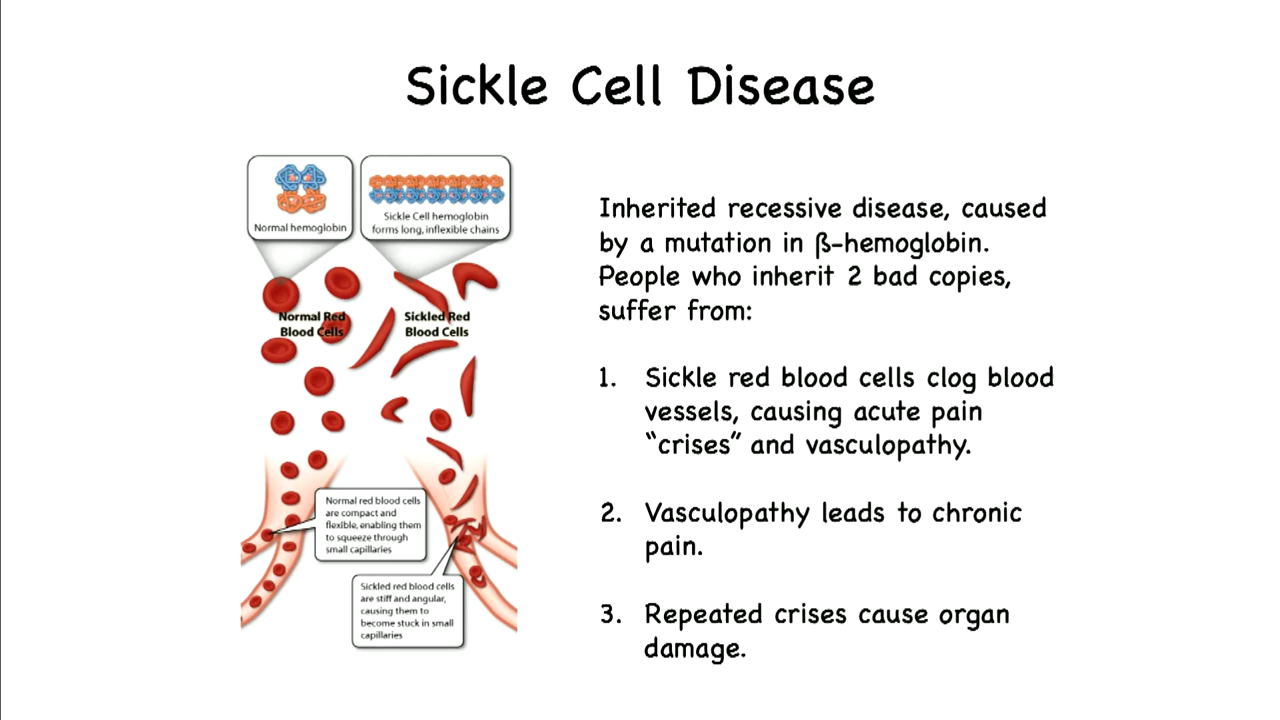 Sickle Cell Disease
Normal hemoglobin
Sickle Cell hemoglobin
forms long, inflexible chains
Normal Red
Blood Cells
Sickled Red
Blood Cells
Normal red blood cells
are compact and
flexible, enabling them
to squeeze through
small capillaries
Sickled red blood cells
are stiff and angular,
causing them to
become stuck in small
capillaries
Inherited recessive disease, caused
by a mutation in ß-hemoglobin.
People who inherit 2 bad copies,
suffer from:
1. Sickle red blood cells clog blood
vessels, causing acute pain
“crises” and vasculopathy.
2. Vasculopathy leads to chronic
pain.
3. Repeated crises cause organ
damage.